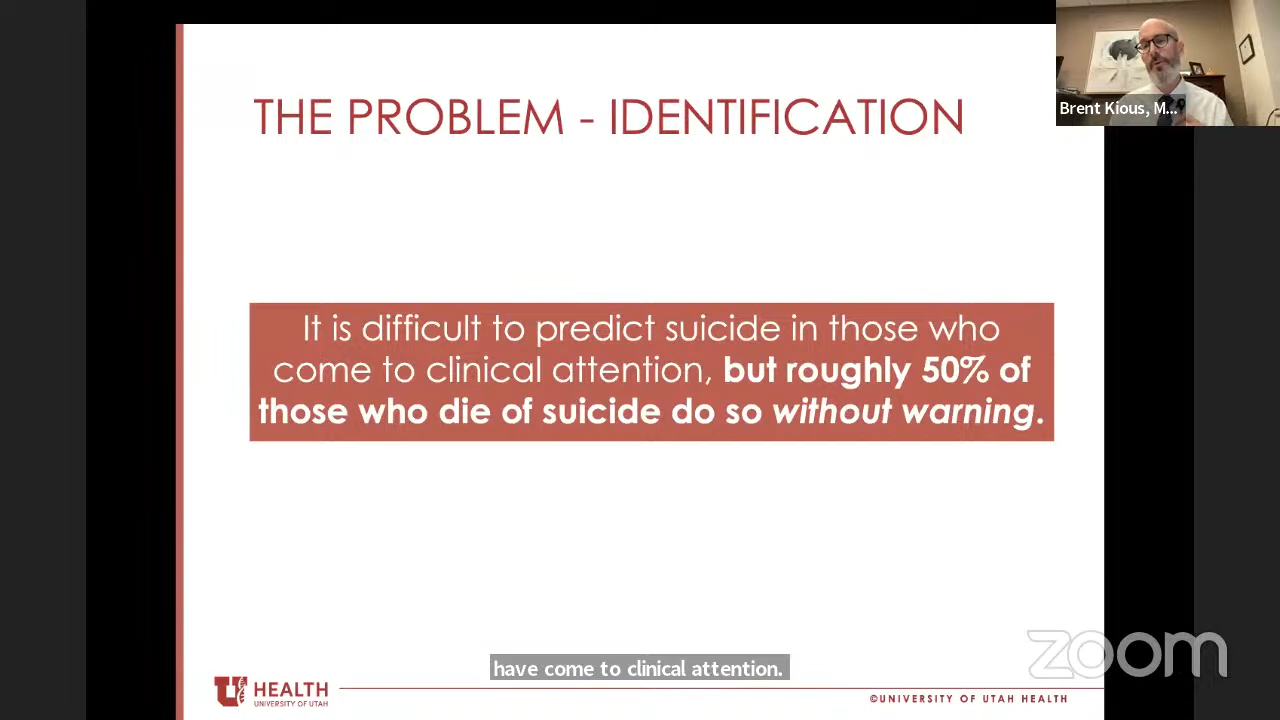 THE PROBLEM - IDENTIFICATION
Brent Kious, M...
It is difficult to predict suicide in those who
come to clinical attention, but roughly 50% of
those who die of suicide do so without warning.
have come to clinical attention.
zoom
U HEALTH
UNIVERSITY OF UTAH
©UNIVERSITY OF UTAH HEALTH